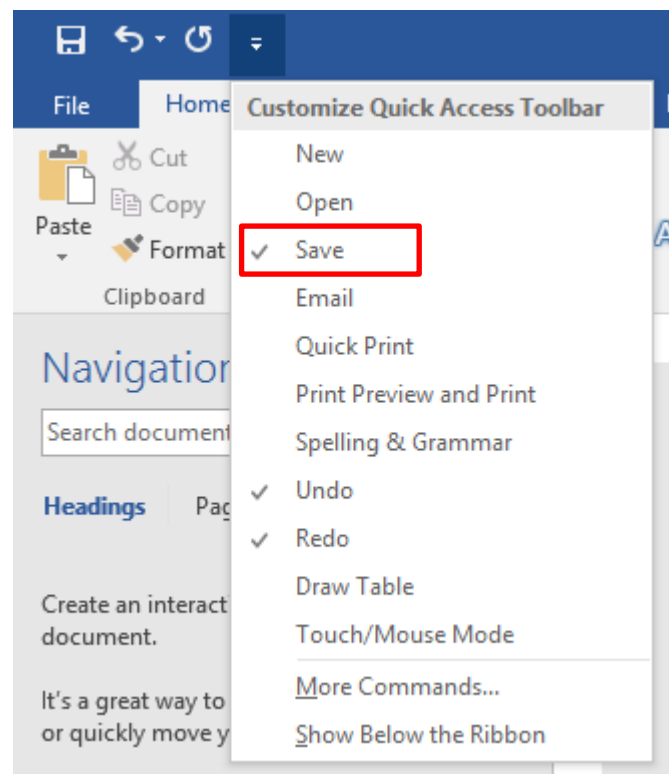 File Home
Customize Quick Access Toolbar
Cut
Copy
Paste
Format
Clipboard
New
Open
Save
Email
Quick Print
Print Preview and Print
Spelling & Grammar
Undo
Redo
Draw Table
Touch/Mouse Mode
More Commands...
Show Below the Ribbon
Navigation
Search document
Headings
Create an interact
document.
It's a great way to
or quickly move y